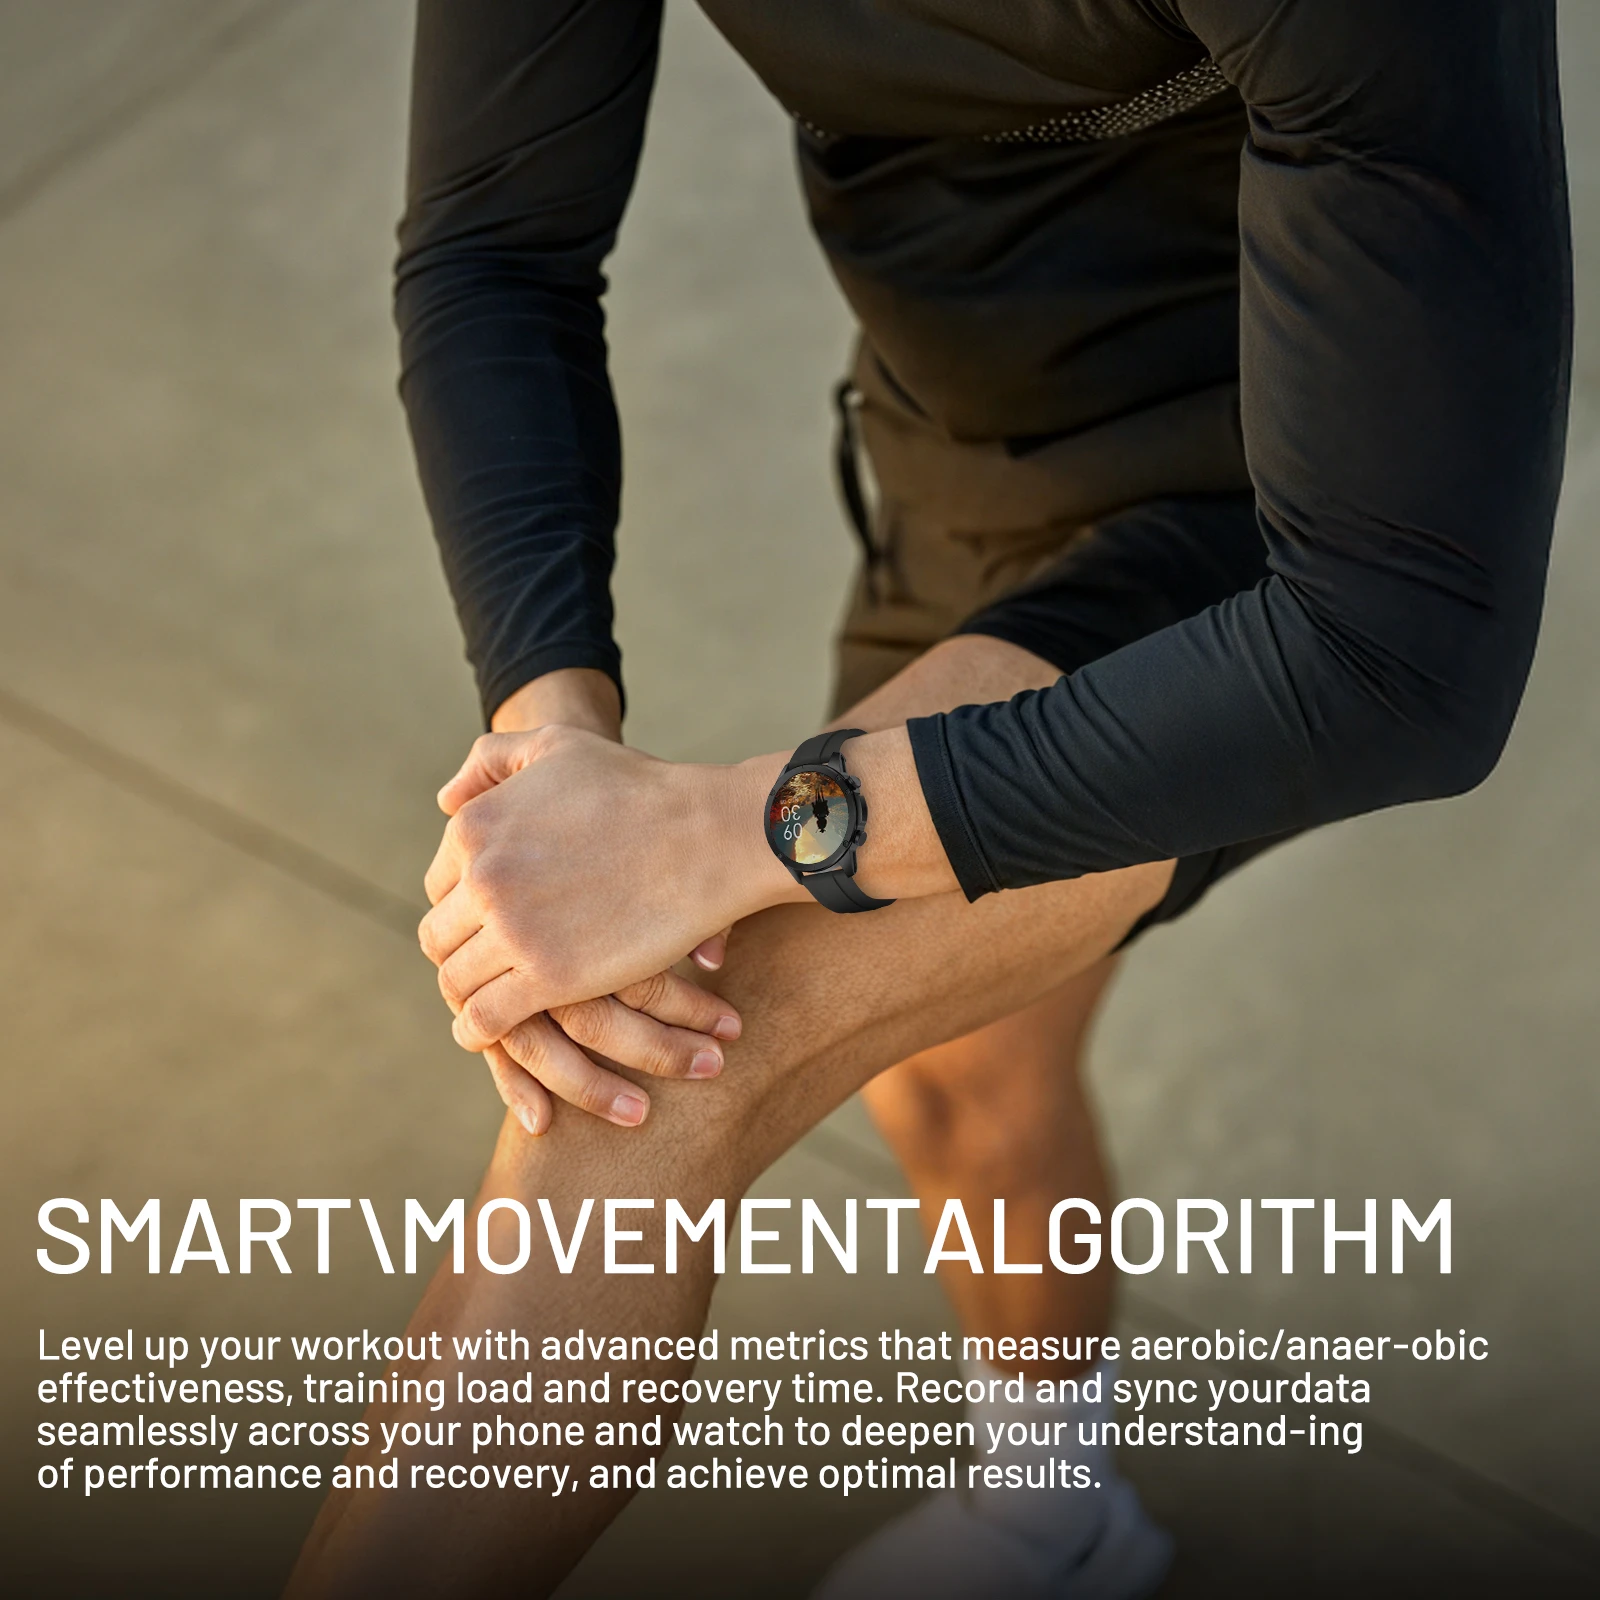 09
30
SMART\MOVEMENTALGORITHM
Level up your workout with advanced metrics that measure aerobic/anaer-obic
effectiveness, training load and recovery time. Record and sync yourdata
seamlessly across your phone and watch to deepen your understand-ing
of performance and recovery, and achieve optimal results.